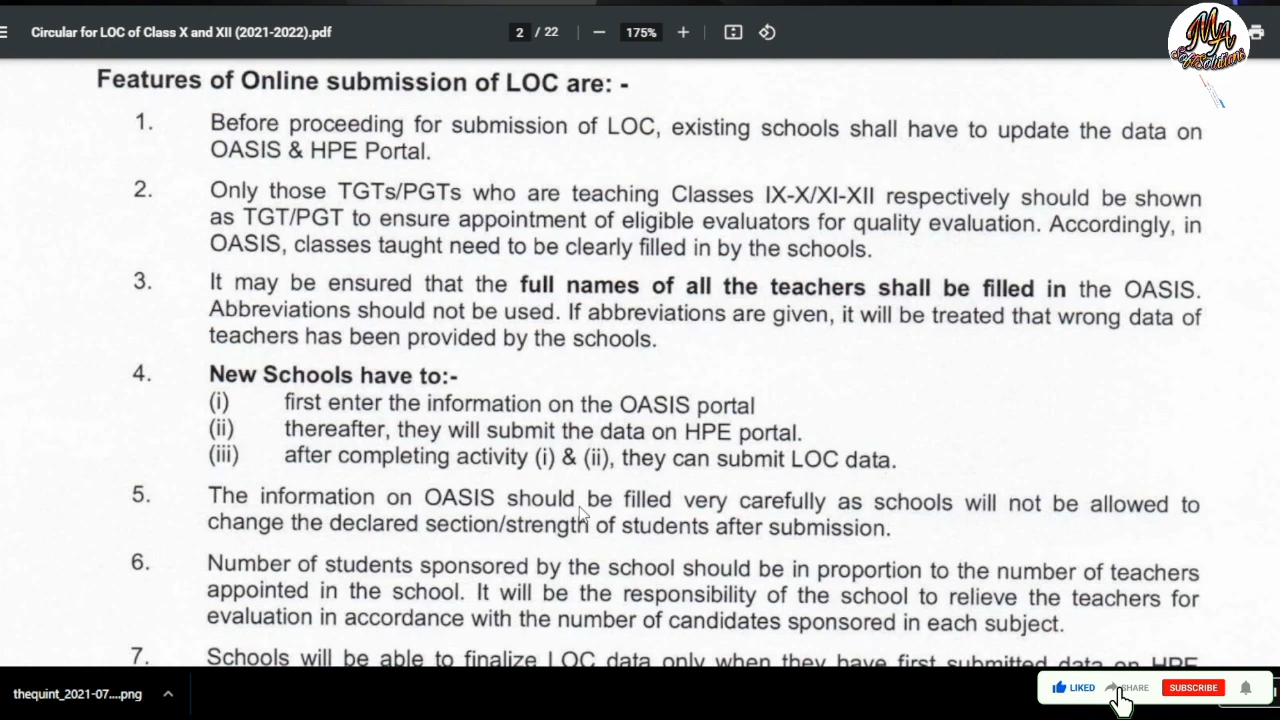 Circular for LOC of Class X and XII (2021-2022).pdf 2 / 22 175%
MA
Solution
Features of Online submission of LOC are: -
1. Before proceeding for submission of LOC, existing schools shall have to update the data on
OASIS & HPE Portal.
2. Only those TGTs/PGTs who are teaching Classes IX-X/XI-XII respectively should be shown
as TGT/PGT to ensure appointment of eligible evaluators for quality evaluation. Accordingly, in
OASIS, classes taught need to be clearly filled in by the schools.
3. It may be ensured that the full names of all the teachers shall be filled in the OASIS.
Abbreviations should not be used. If abbreviations are given, it will be treated that wrong data of
teachers has been provided by the schools.
4. New Schools have to:-
(i) first enter the information on the OASIS portal
(ii) thereafter, they will submit the data on HPE portal.
(iii) after completing activity (i) & (ii), they can submit LOC data.
5. The information on OASIS should be filled very carefully as schools will not be allowed to
change the declared section/strength of students after submission.
6. Number of students sponsored by the school should be in proportion to the number of teachers
appointed in the school. It will be the responsibility of the school to relieve the teachers for
evaluation in accordance with the number of candidates sponsored in each subject.
7. Schools will be able to finalize LOC data only when they have first submitted data on HPE
thequint_2021-07....png
LIKED SHARE SUBSCRIBE